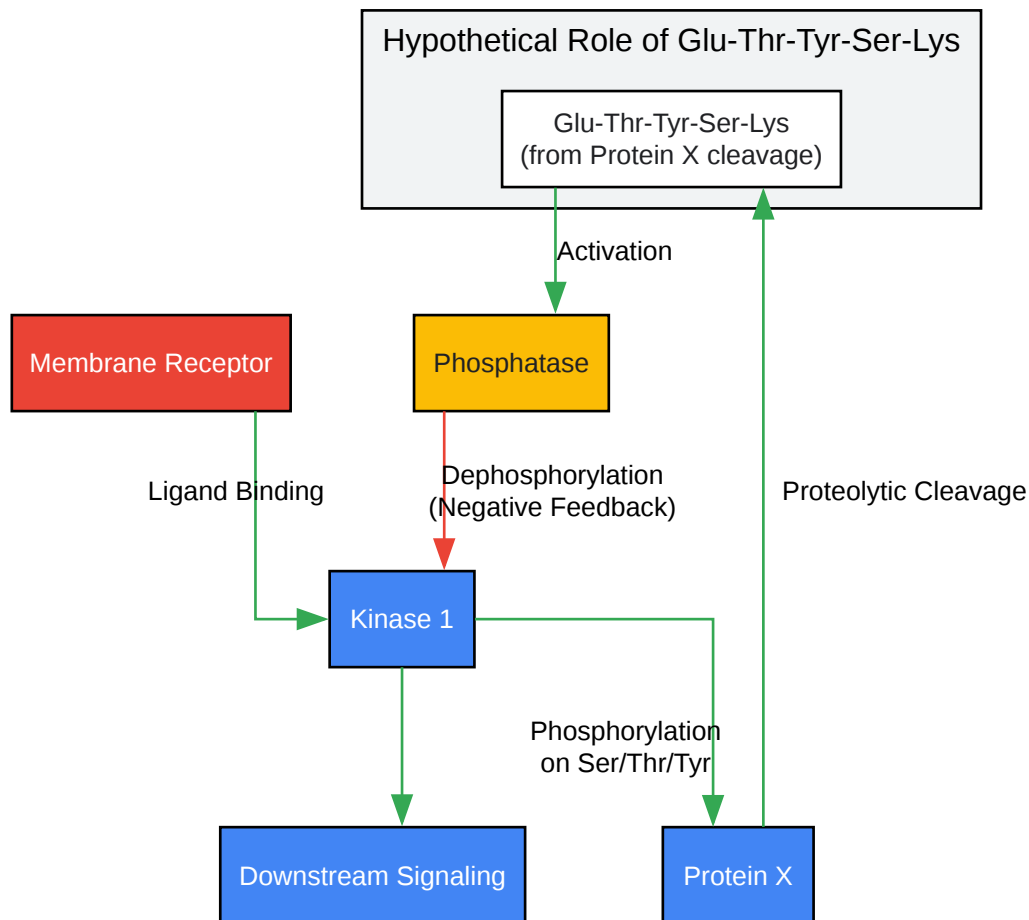 Hypothetical Role of Glu-Thr-Tyr-Ser-Lys
Glu-Thr-Tyr-Ser-Lys
(from Protein X cleavage)
Activation
Membrane Receptor
Phosphatase
Ligand Binding
Dephosphorylation
(Negative Feedback)
Proteolytic Cleavage
Kinase 1
Phosphorylation
on Ser/Thr/Tyr
Downstream Signaling
Protein X